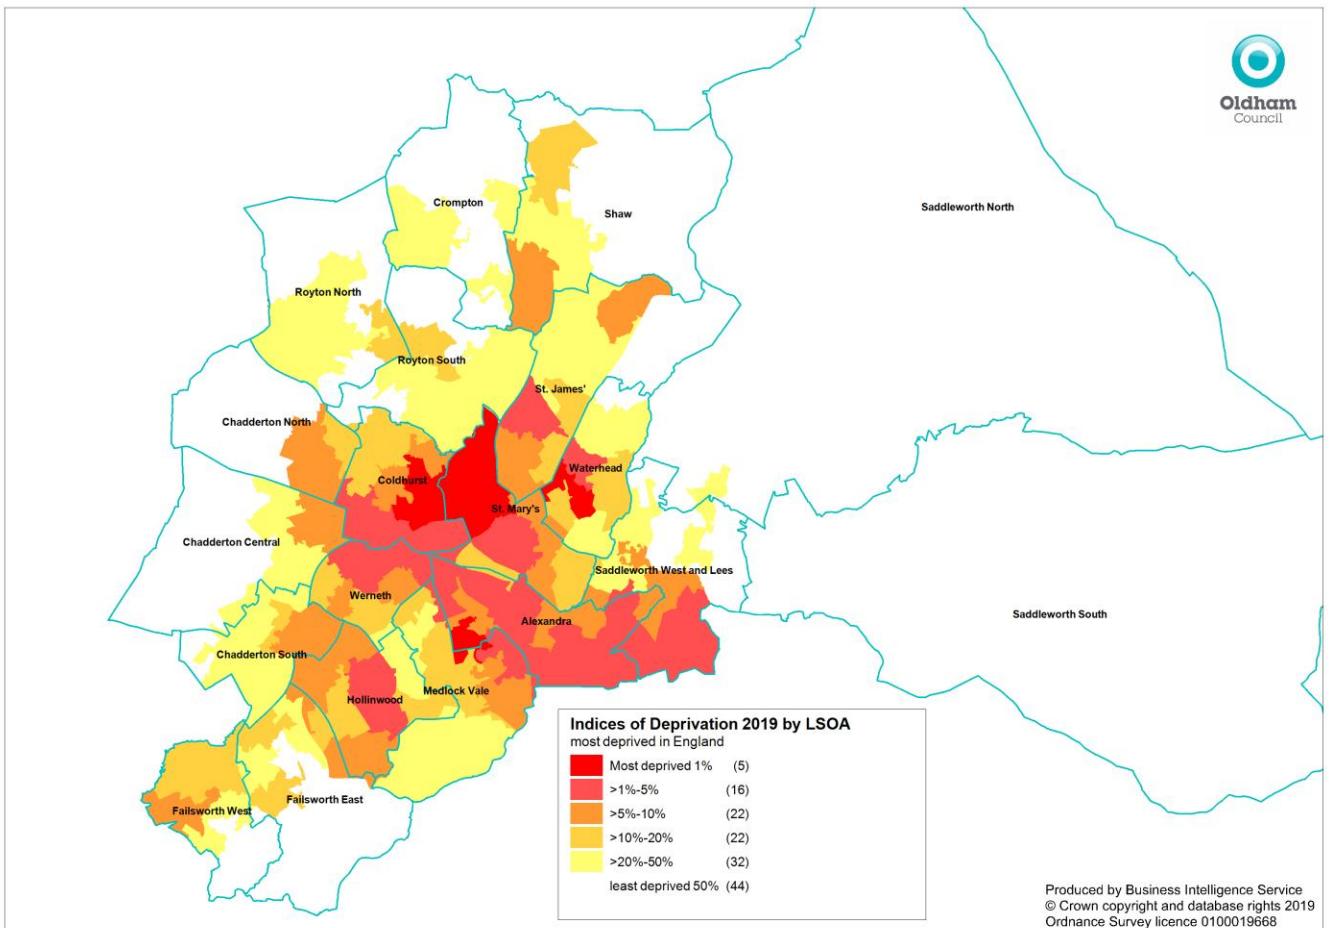 Oldham
Council
Crompton
Shaw
Saddleworth North
Royton North
Royton South
St. James'
Chadderton North
Coldhurst
Waterhead
St. Mary's
Chadderton Central
Saddleworth West and Lees
Werneth
Alexandra
Saddleworth South
Chadderton South
Medlock Vale
Hollinwood
Failsworth East
Failsworth West
Indices of Deprivation 2019 by LSOA
most deprived in England
Most deprived 1% (5)
>1%-5% (16)
>5%-10% (22)
>10%-20% (22)
>20%-50% (32)
least deprived 50% (44)
Produced by Business Intelligence Service
© Crown copyright and database rights 2019
Ordnance Survey licence 0100019668